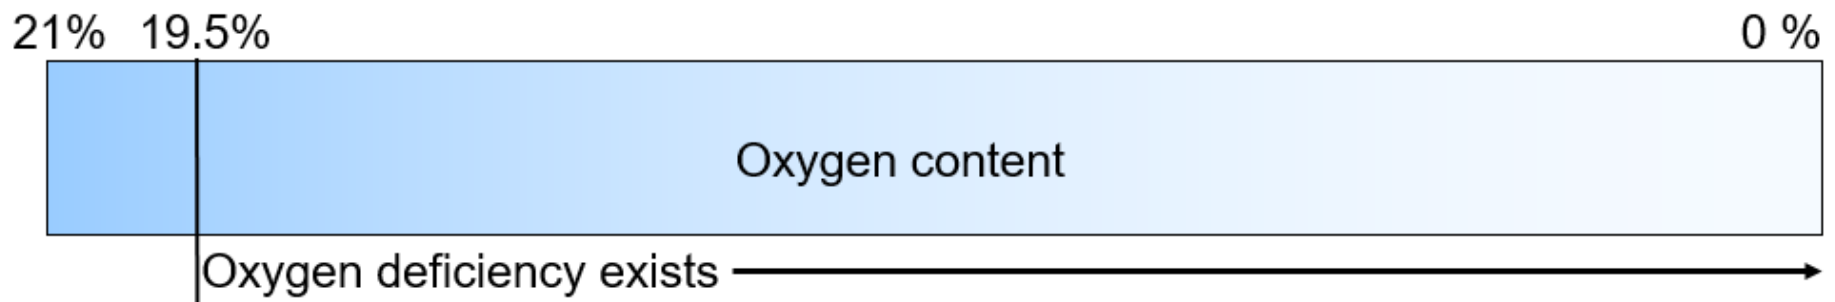 21% 19.5% 0 %
Oxygen content
Oxygen deficiency exists